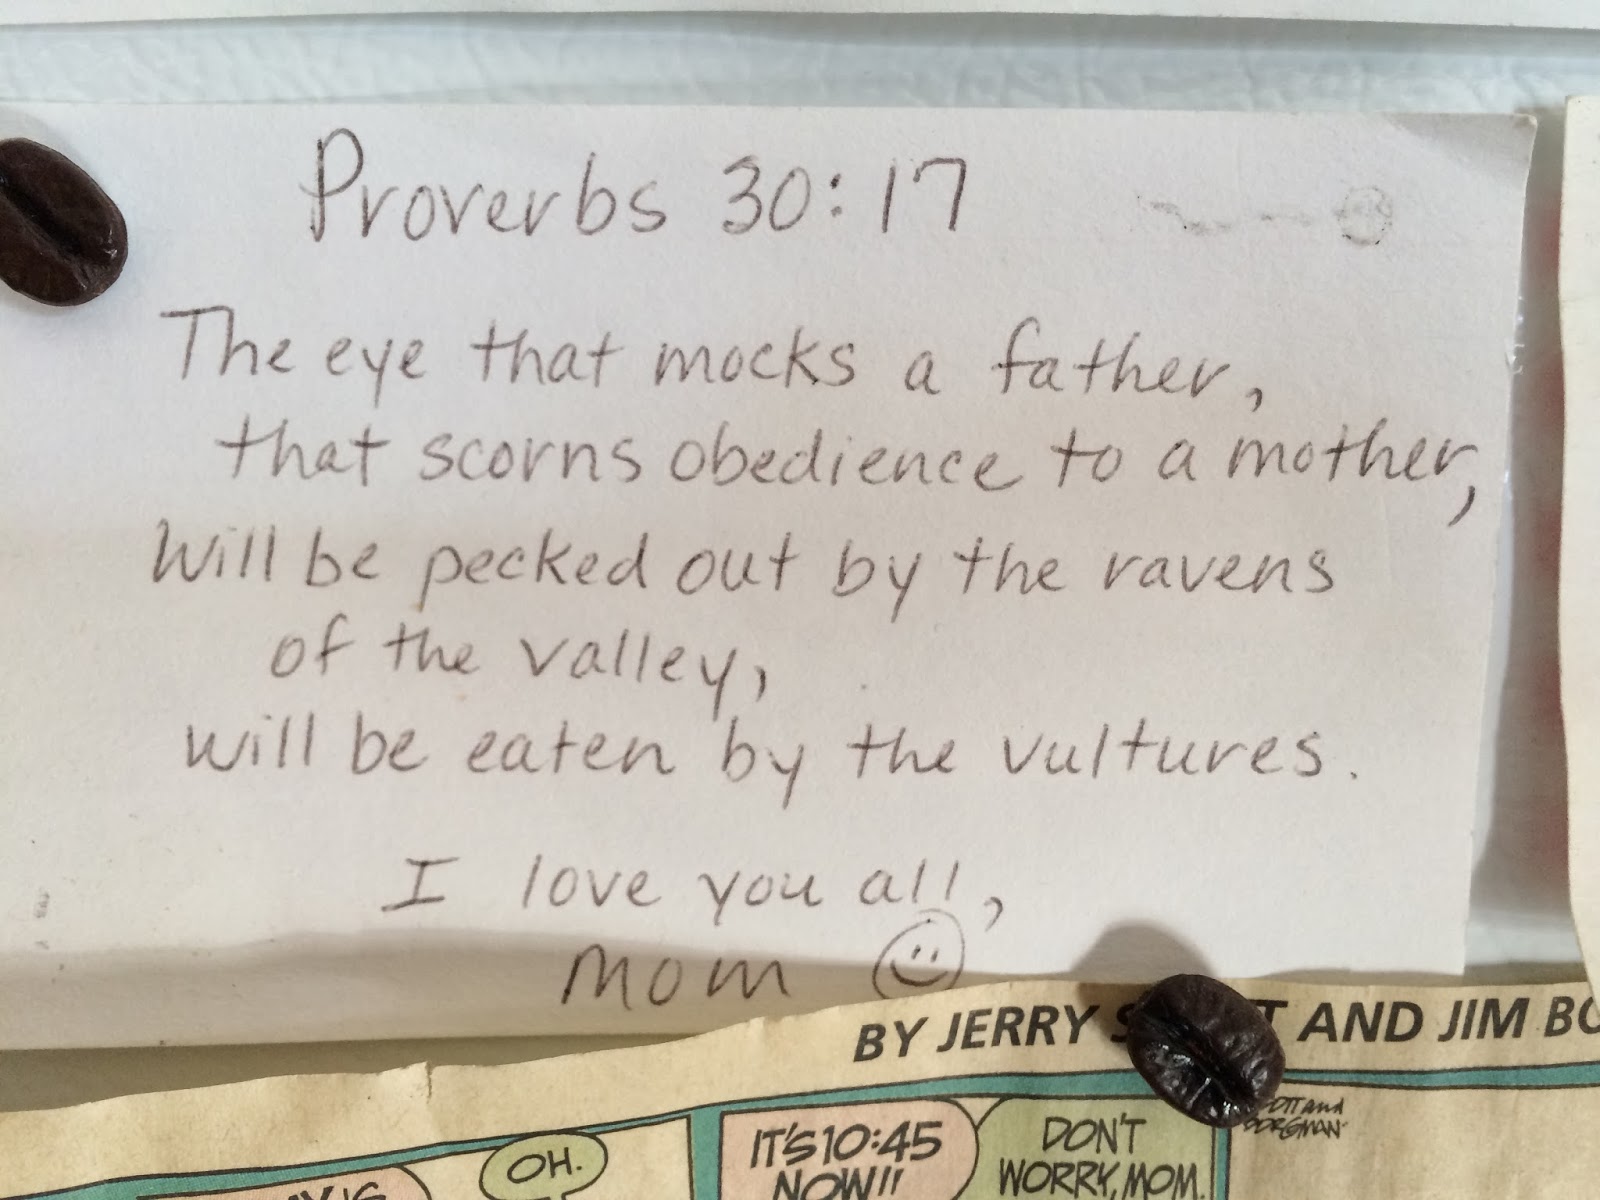 Proverbs 30:17
The eye that mocks a father,
that scorns obedience to a mother,
will be pecked out by the ravens
of the valley,
will be eaten by the vultures.
I love you all,
Mom
BY JERRY AND JIM
OH.
IT'S 10:45
NOW!!
DON'T
WORRY, MOM.